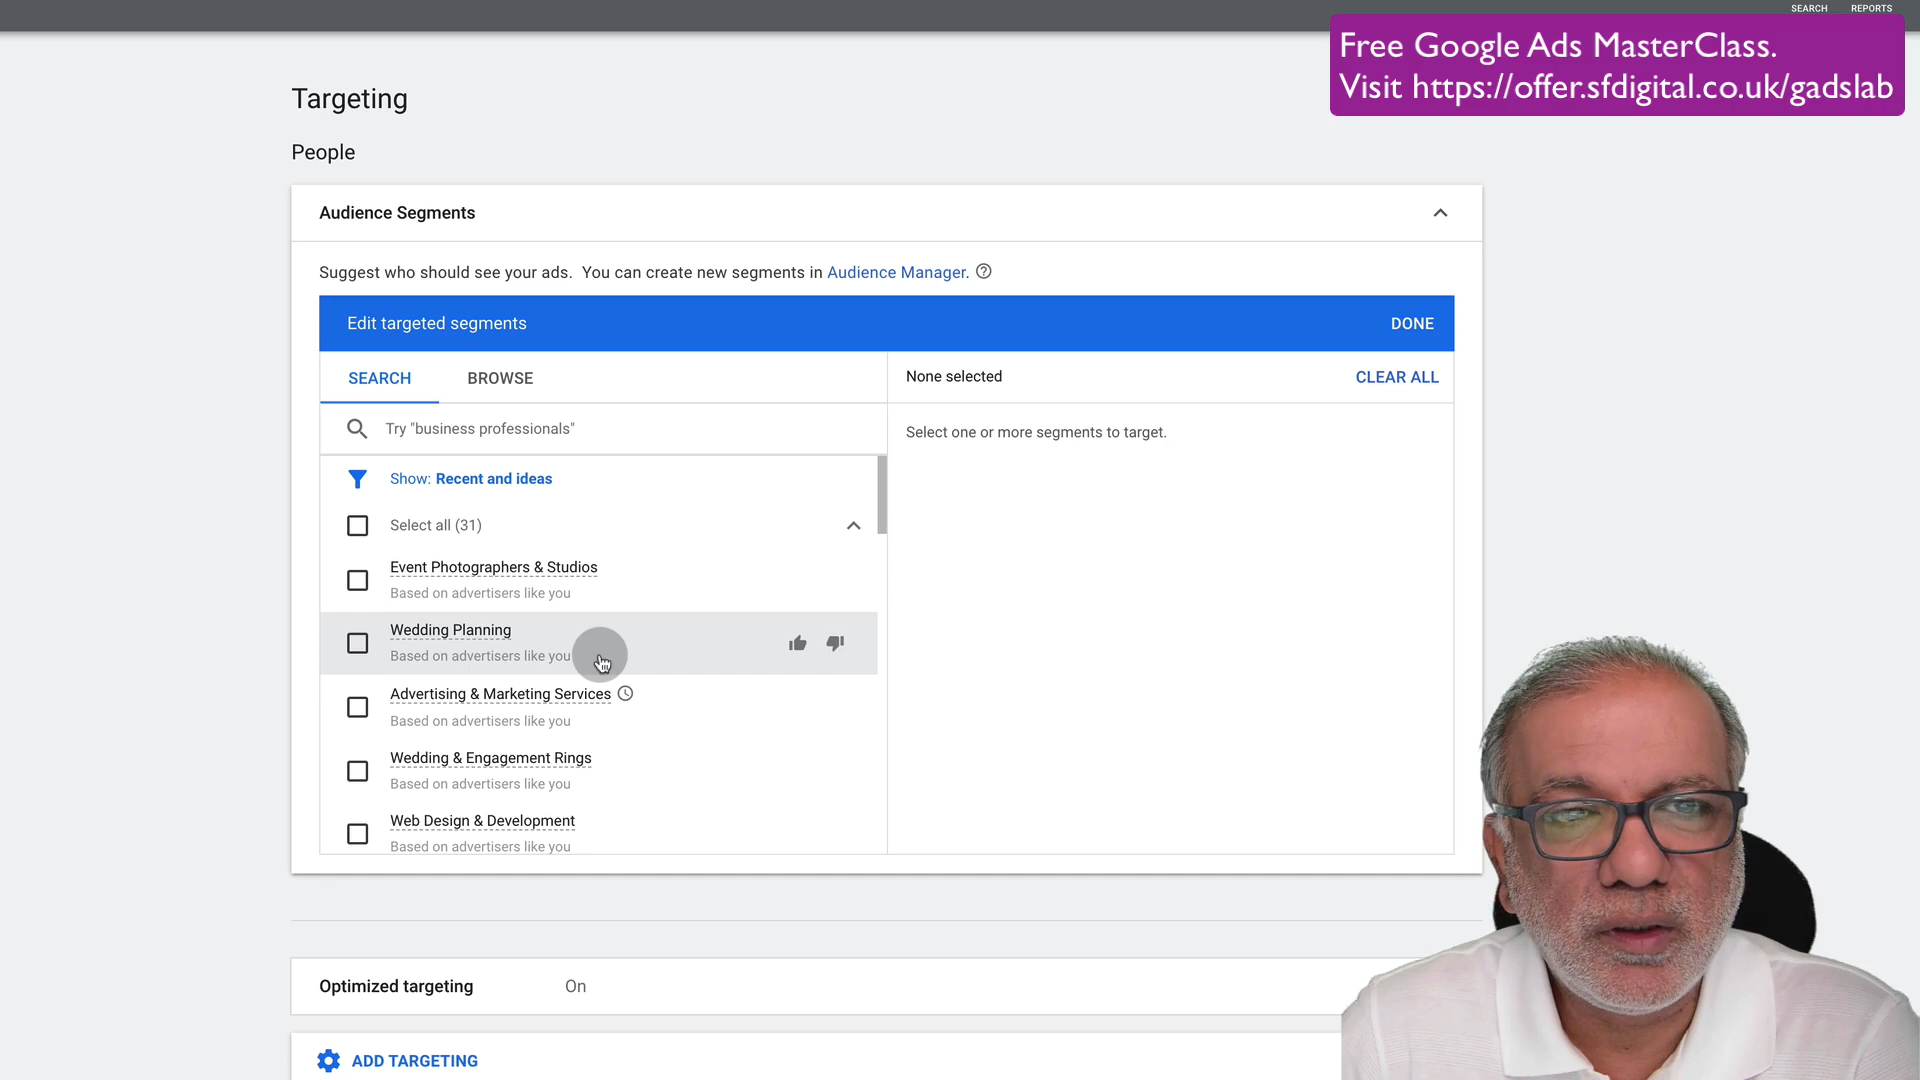 SEARCH REPORTS
Free Google Ads MasterClass.
Visit https://offer.sfdigital.co.uk/gadslab
Targeting
People
Audience Segments
Suggest who should see your ads. You can create new segments in Audience Manager.
Edit targeted segments DONE
SEARCH BROWSE None selected CLEAR ALL
Try "business professionals" Select one or more segments to target.
Show: Recent and ideas
Select all (31)
Event Photographers & Studios
Based on advertisers like you
Wedding Planning
Based on advertisers like you
Advertising & Marketing Services
Based on advertisers like you
Wedding & Engagement Rings
Based on advertisers like you
Web Design & Development
Based on advertisers like you
Optimized targeting On
ADD TARGETING